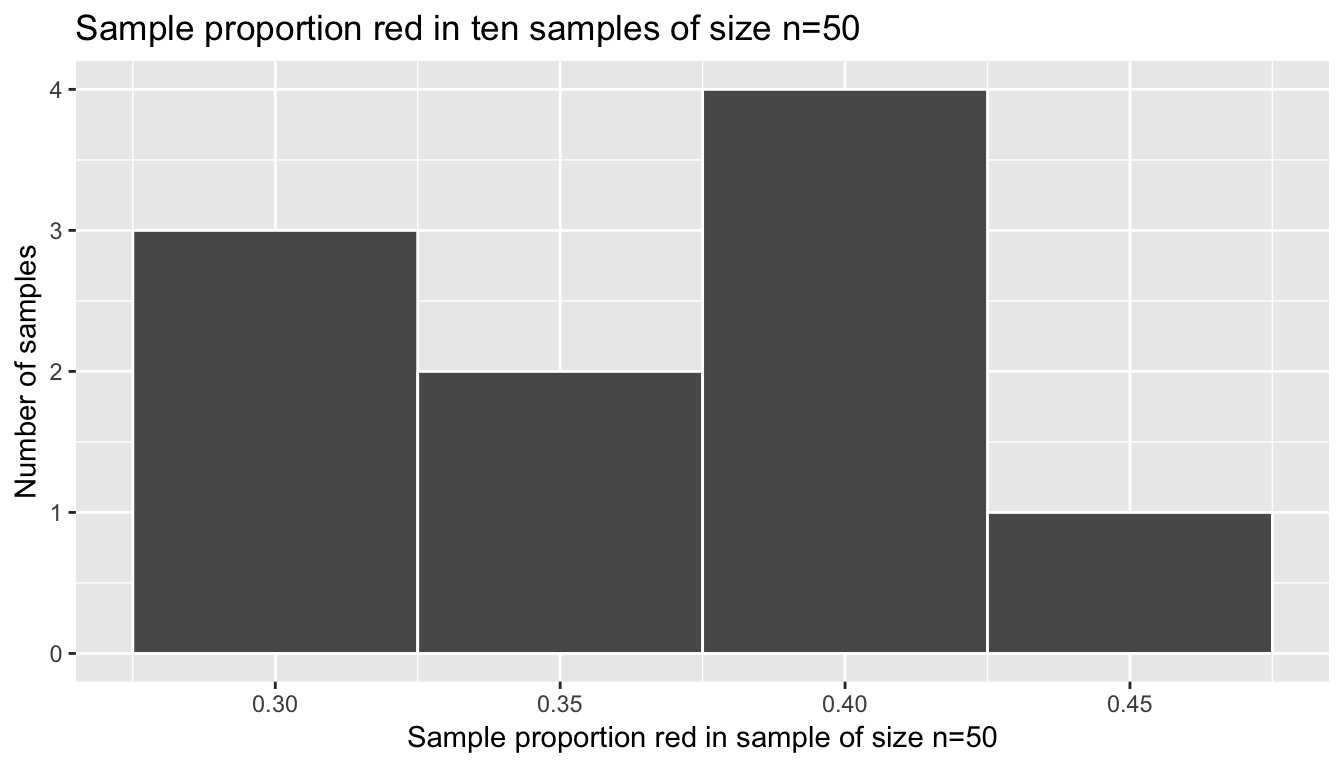 Sample proportion red in ten samples of size n=50
Number of samples
4
3
2
1
0
0.30 0.35 0.40 0.45
Sample proportion red in sample of size n=50